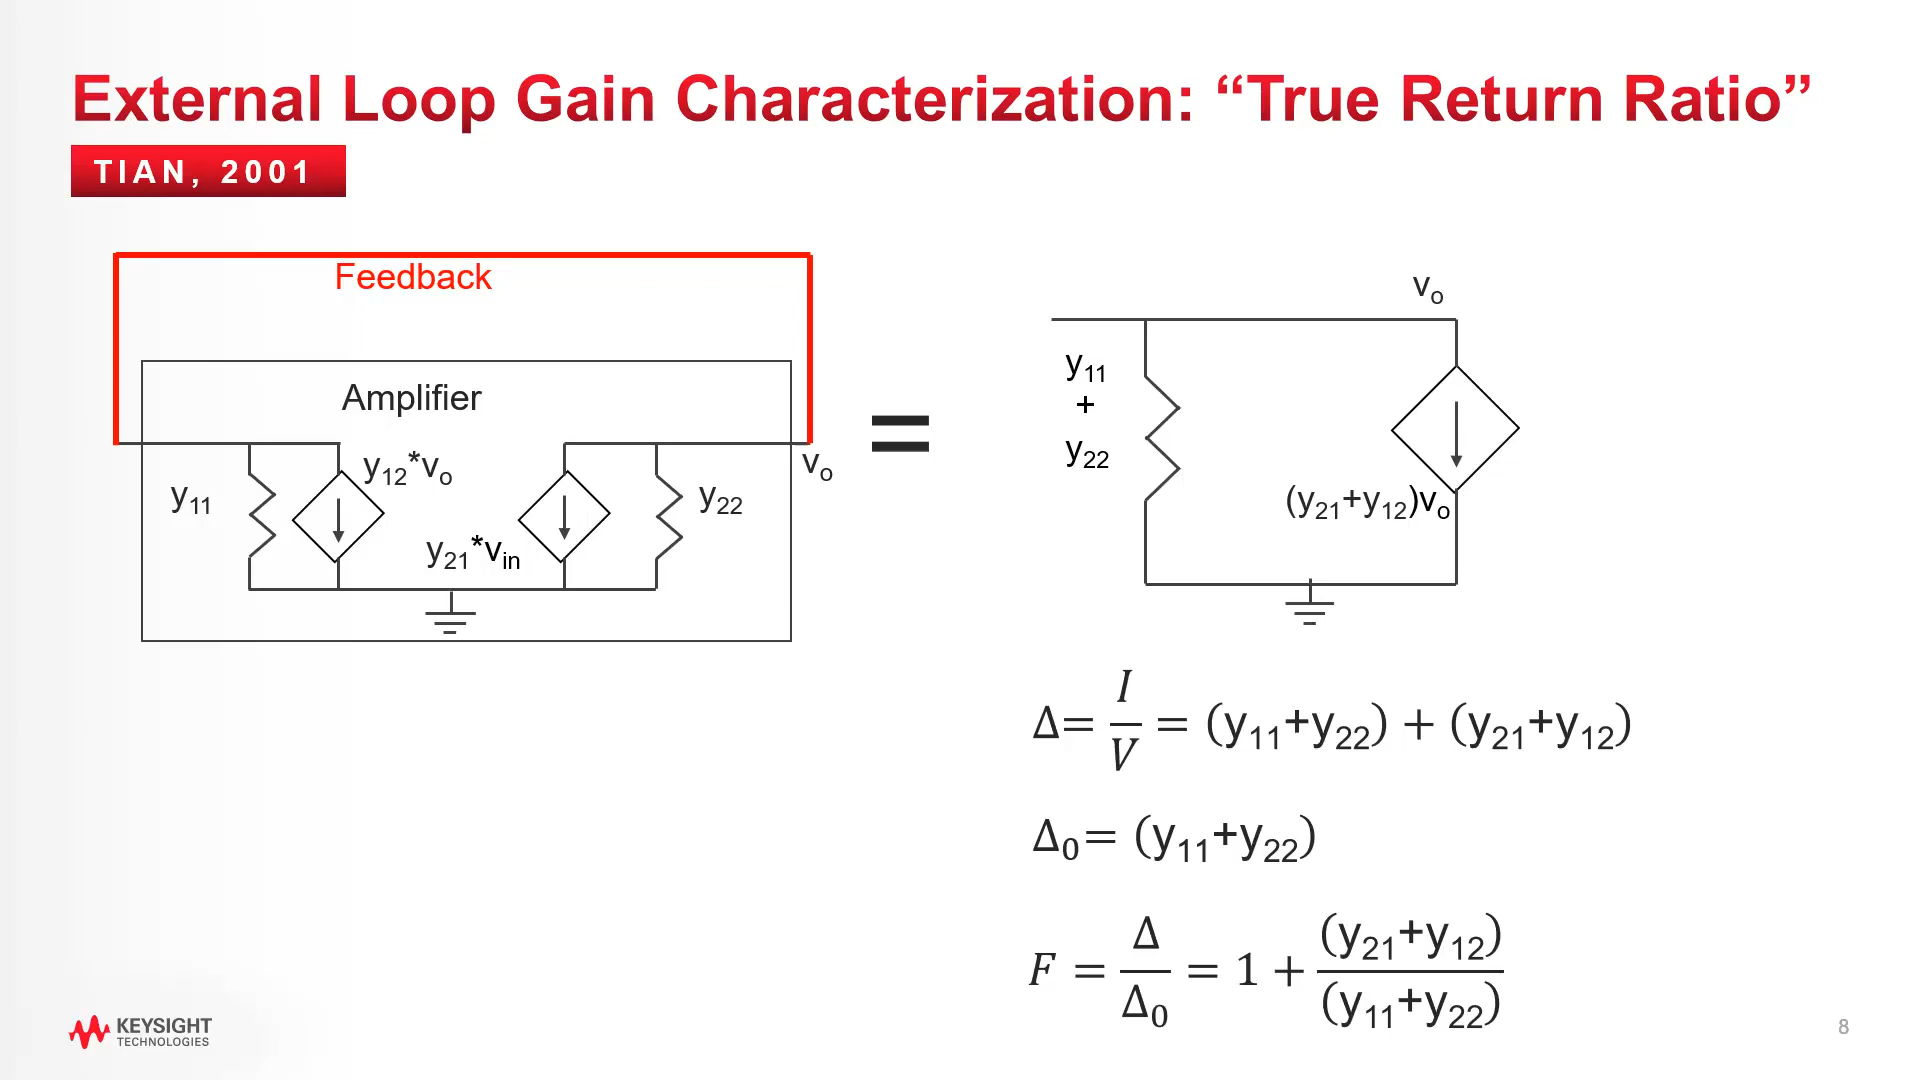 External Loop Gain Characterization: “True Return Ratio”
TIAN, 2001
Feedback
Amplifier
y11
y12*vo
y21*vin
y22
vo
=
vo
y11
+
y22
(y21+y12)vo
Δ= I/V = (y11+y22) + (y21+y12)
Δ0= (y11+y22)
F = Δ/Δ0 = 1 + (y21+y12)/(y11+y22)
KEYSIGHT
TECHNOLOGIES
8